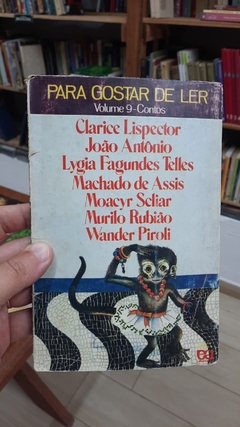 PARA GOSTAR DE LER
Volume 9 - Contos
Clarice Lispector
João Antônio
Lygia Fagundes Telles
Machado de Assis
Moacyr Scliar
Murilo Rubião
Wander Piroli